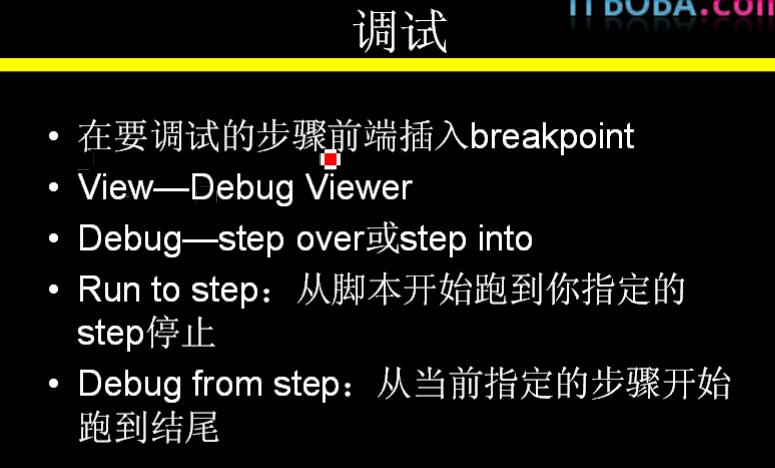 ITBOBA.com
调试
• 在要调试的步骤前端插入breakpoint
• View—Debug Viewer
• Debug—step over或step into
• Run to step：从脚本开始跑到你指定的
step停止
• Debug from step：从当前指定的步骤开始
跑到结尾